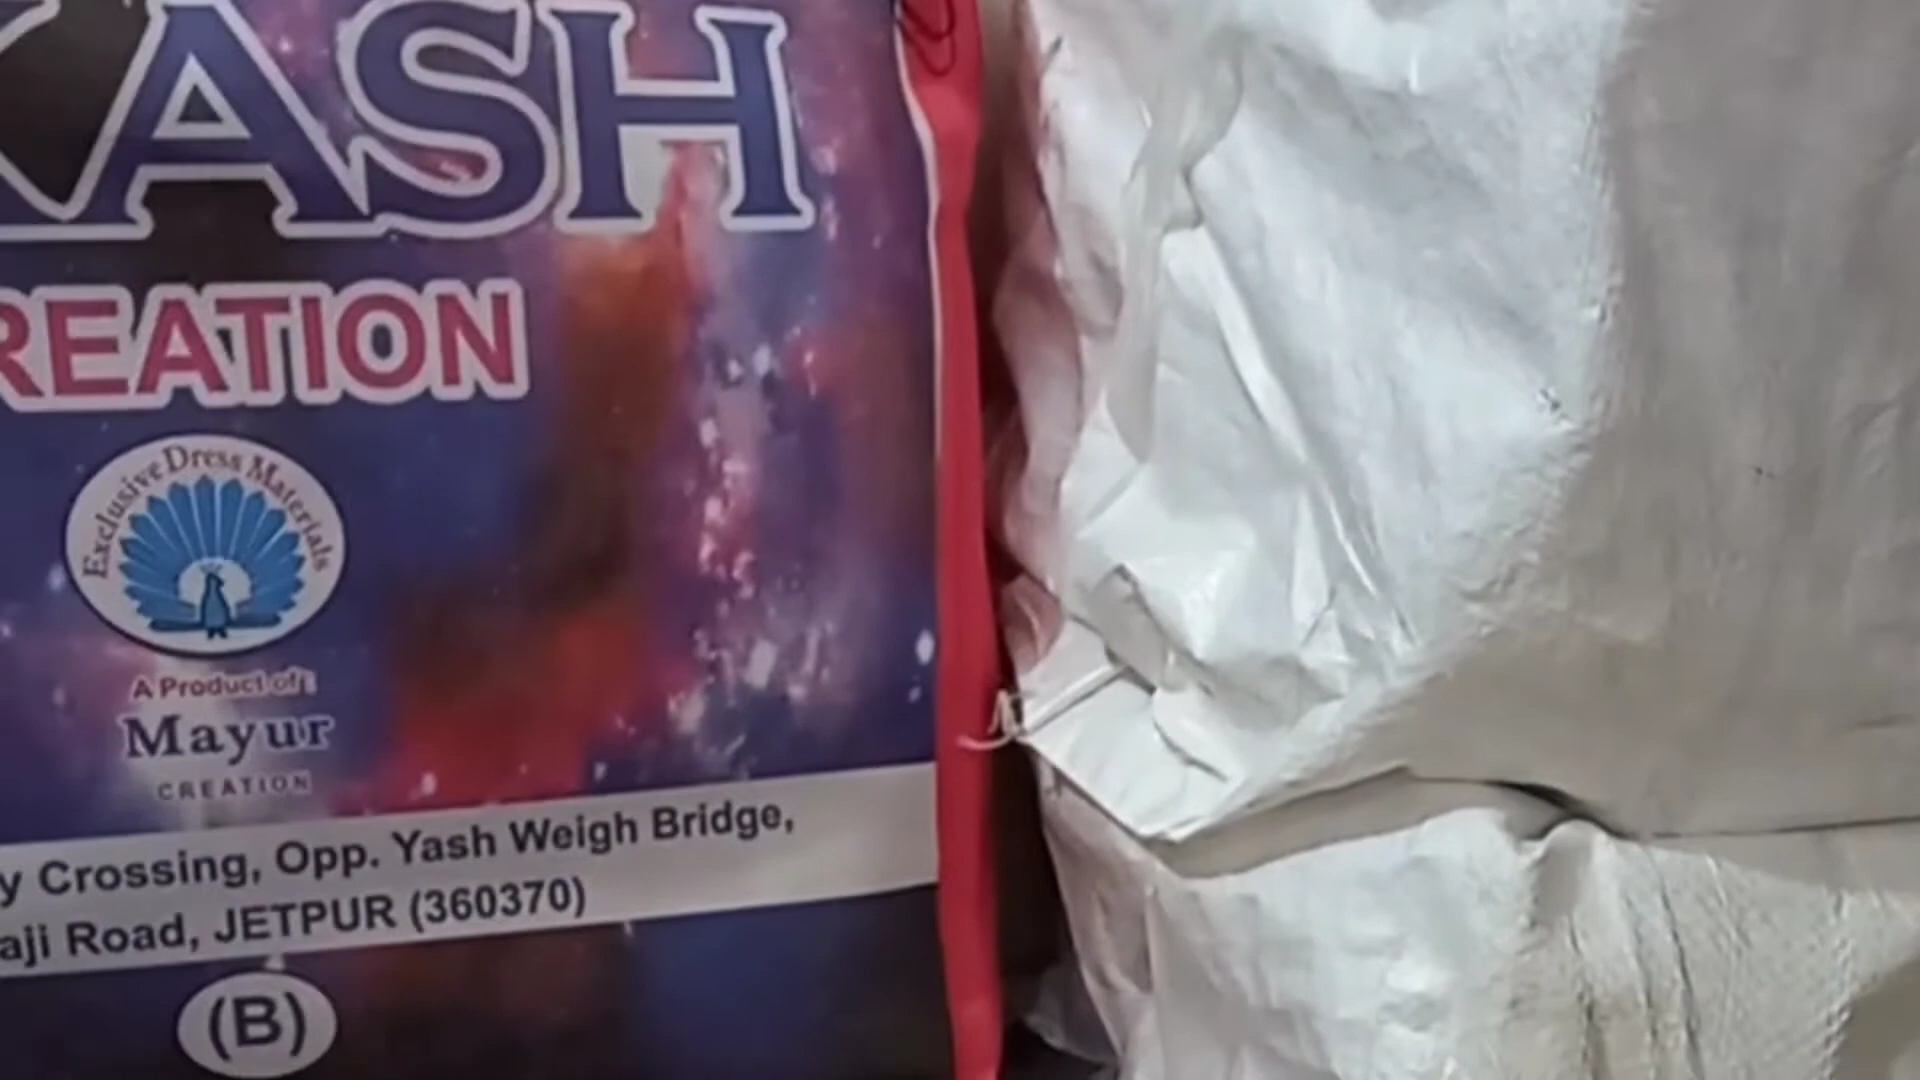 KASH
REATION
Exclusive Dress Materials
A Product of:
Mayur
CREATION
y Crossing, Opp. Yash Weigh Bridge,
aji Road, JETPUR (360370)
(B)